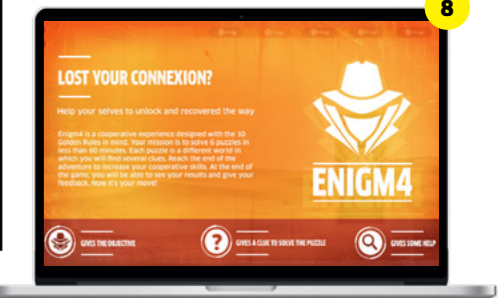 8
LOST YOUR CONNEXION?
Help your selves to unlock and recovered the way
Enigm4 is a cooperative experience designed with the 10
Golden Rules in mind. Your mission is to solve 6 puzzles in
less than 60 minutes. Each puzzle is a different world in
which you will find several clues. Reach the end of the
adventure to increase your cooperative skills. At the end of
the game, you will be able to see your results and give your
feedback. Now it's your move!
ENIGM4
GIVES THE OBJECTIVE
GIVES A CLUE TO SOLVE THE PUZZLE
GIVES SOME HELP